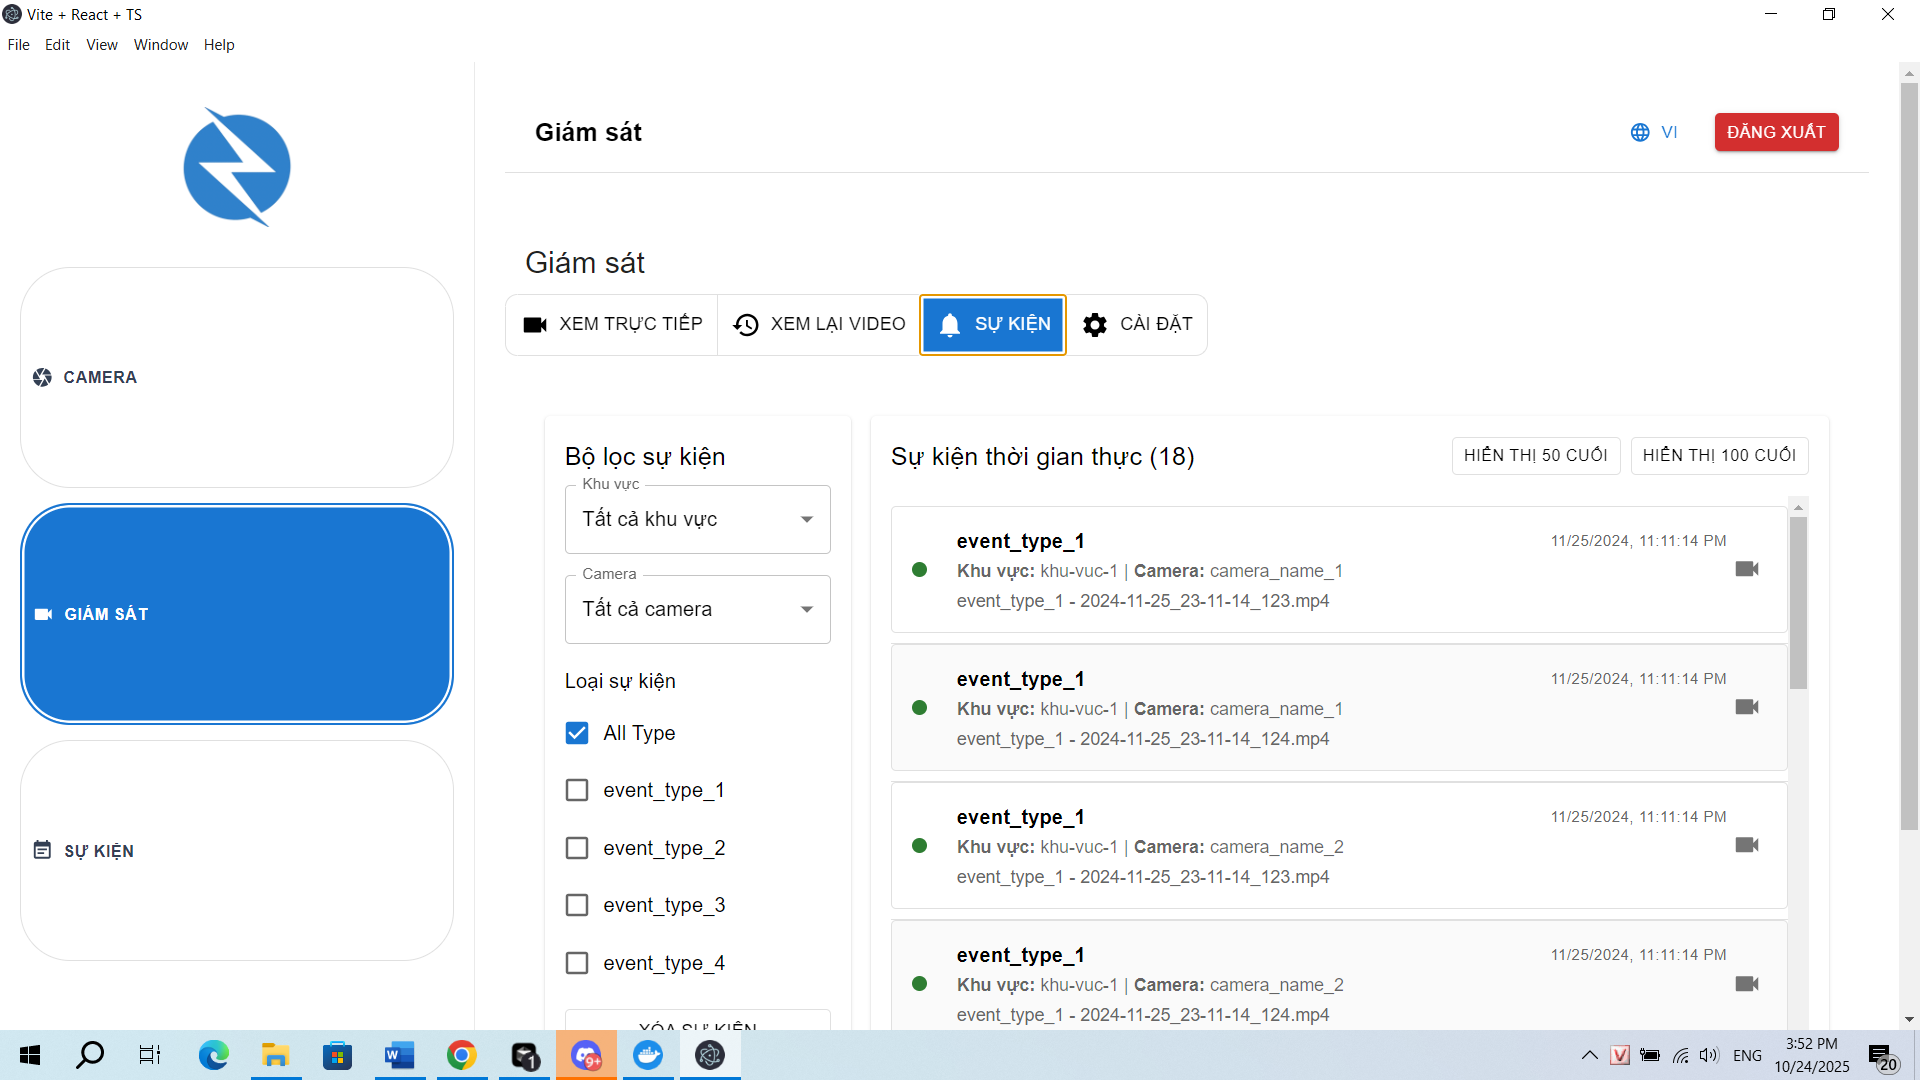 Vite + React + TS
File Edit View Window Help
Giám sát
VI
ĐĂNG XUẤT
CAMERA
GIÁM SÁT
SỰ KIỆN
Giám sát
XEM TRỰC TIẾP
XEM LẠI VIDEO
SỰ KIỆN
CÀI ĐẶT
Bộ lọc sự kiện
Khu vực
Tất cả khu vực
Camera
Tất cả camera
Loại sự kiện
All Type
event_type_1
event_type_2
event_type_3
event_type_4
XÓA SỰ KIỆN
Sự kiện thời gian thực (18)
HIỂN THỊ 50 CUỐI
HIỂN THỊ 100 CUỐI
event_type_1
11/25/2024, 11:11:14 PM
Khu vực: khu-vuc-1 | Camera: camera_name_1
event_type_1 - 2024-11-25_23-11-14_123.mp4
event_type_1
11/25/2024, 11:11:14 PM
Khu vực: khu-vuc-1 | Camera: camera_name_1
event_type_1 - 2024-11-25_23-11-14_124.mp4
event_type_1
11/25/2024, 11:11:14 PM
Khu vực: khu-vuc-1 | Camera: camera_name_2
event_type_1 - 2024-11-25_23-11-14_123.mp4
event_type_1
11/25/2024, 11:11:14 PM
Khu vực: khu-vuc-1 | Camera: camera_name_2
event_type_1 - 2024-11-25_23-11-14_124.mp4
W
1
9+
V
ENG
3:52 PM
10/24/2025
20